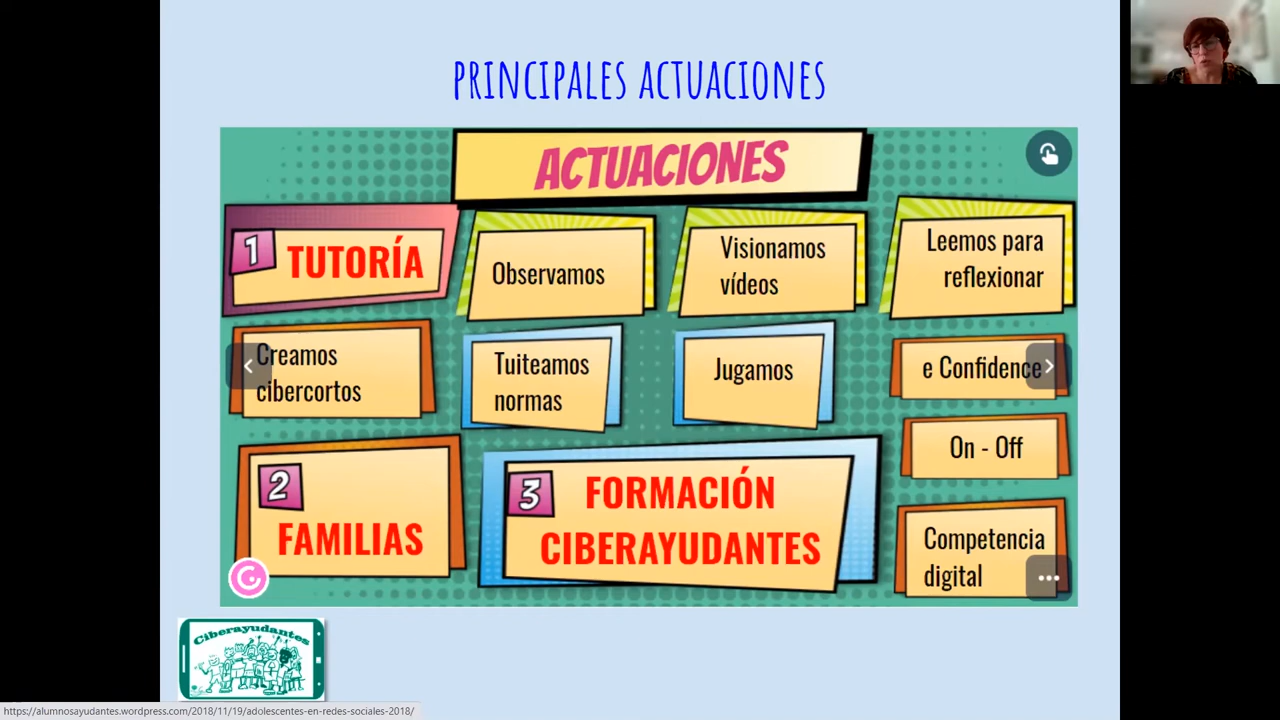 PRINCIPALES ACTUACIONES
ACTUACIONES
1 TUTORÍA
Observamos
Visionamos
vídeos
Leemos para
reflexionar
Creamos
cibercortos
Tuiteamos
normas
Jugamos
e Confidence
On - Off
Competencia
digital
2
FAMILIAS
3 FORMACIÓN
CIBERAYUDANTES
Ciberayudantes
https://alumnosayudantes.wordpress.com/2018/11/19/adolescentes-en-redes-sociales-2018/